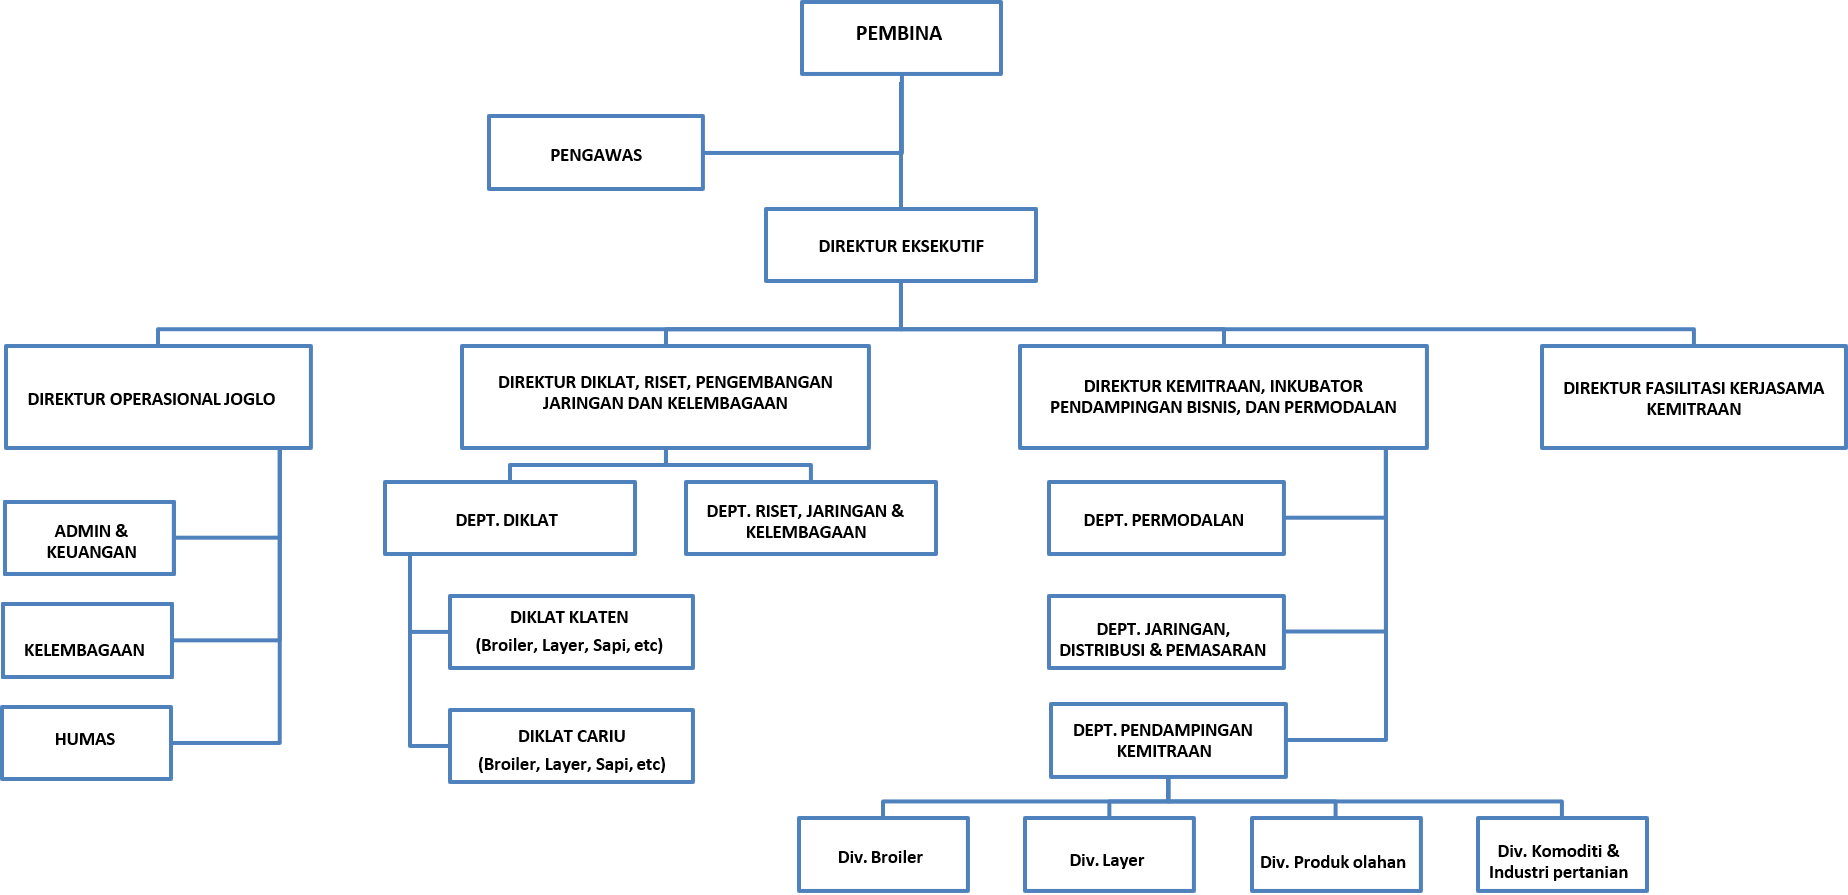 PEMBINA
PENGAWAS
DIREKTUR EKSEKUTIF
DIREKTUR OPERASIONAL JOGLO
DIREKTUR DIKLAT, RISET, PENGEMBANGAN
JARINGAN DAN KELEMBAGAAN
DIREKTUR KEMITRAAN, INKUBATOR
PENDAMPINGAN BISNIS, DAN PERMODALAN
DIREKTUR FASILITASI KERJASAMA
KEMITRAAN
ADMIN &
KEUANGAN
KELEMBAGAAN
HUMAS
DEPT. DIKLAT
DEPT. RISET, JARINGAN &
KELEMBAGAAN
DIKLAT KLATEN
(Broiler, Layer, Sapi, etc)
DIKLAT CARIU
(Broiler, Layer, Sapi, etc)
DEPT. PERMODALAN
DEPT. JARINGAN,
DISTRIBUSI & PEMASARAN
DEPT. PENDAMPINGAN
KEMITRAAN
Div. Broiler
Div. Layer
Div. Produk olahan
Div. Komoditi &
Industri pertanian